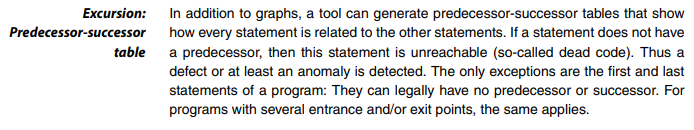 Excursion:
Predecessor-successor
table
In addition to graphs, a tool can generate predecessor-successor tables that show
how every statement is related to the other statements. If a statement does not have
a predecessor, then this statement is unreachable (so-called dead code). Thus a
defect or at least an anomaly is detected. The only exceptions are the first and last
statements of a program: They can legally have no predecessor or successor. For
programs with several entrance and/or exit points, the same applies.